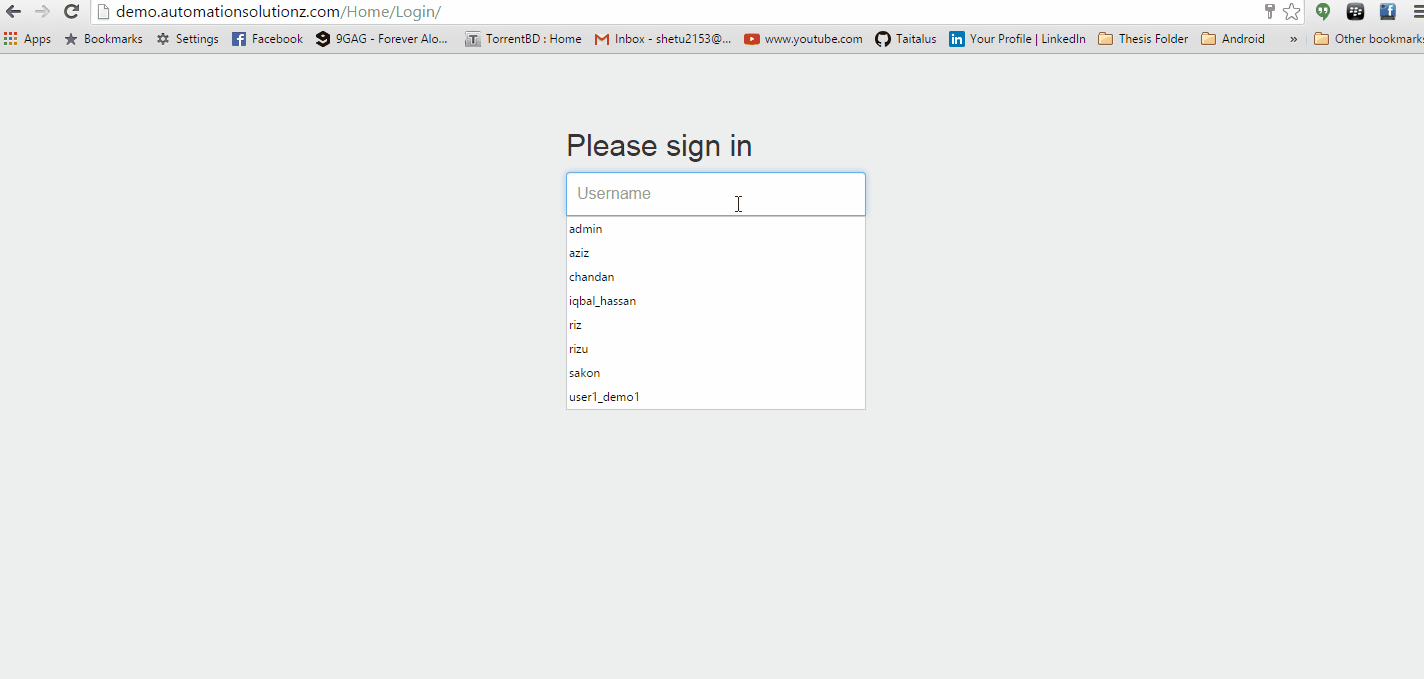 demo.automationsolutionz.com/Home/Login/
Apps Bookmarks Settings Facebook 9GAG - Forever Alo... TorrentBD : Home Inbox - shetu2153@... www.youtube.com Taitalus Your Profile | LinkedIn Thesis Folder Android » Other bookmarks
Please sign in
Username
admin
aziz
chandan
iqbal_hassan
riz
rizu
sakon
user1_demo1